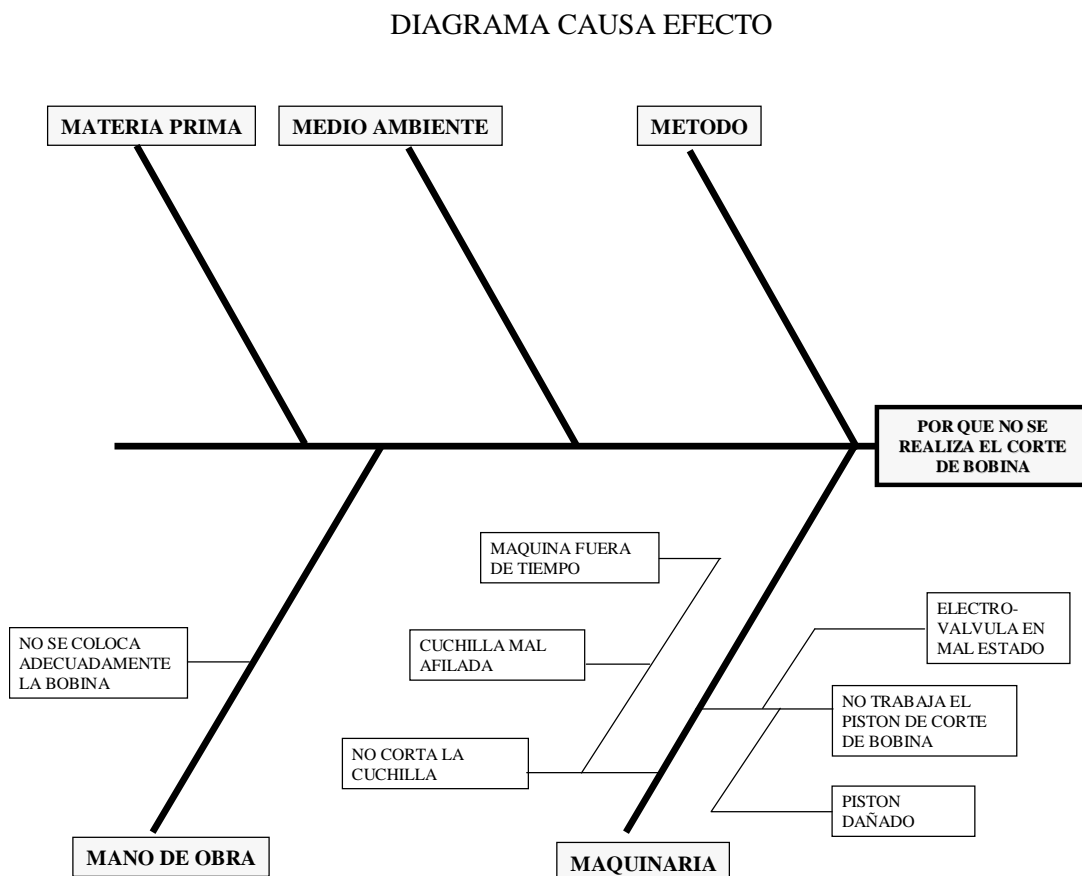 DIAGRAMA CAUSA EFECTO
MATERIA PRIMA
MEDIO AMBIENTE
METODO
POR QUE NO SE
REALIZA EL CORTE
DE BOBINA
MAQUINA FUERA
DE TIEMPO
ELECTRO-
VALVULA EN
MAL ESTADO
NO SE COLOCA
ADECUADAMENTE
LA BOBINA
CUCHILLA MAL
AFILADA
NO TRABAJA EL
PISTON DE CORTE
DE BOBINA
NO CORTA LA
CUCHILLA
PISTON
DAÑADO
MANO DE OBRA
MAQUINARIA